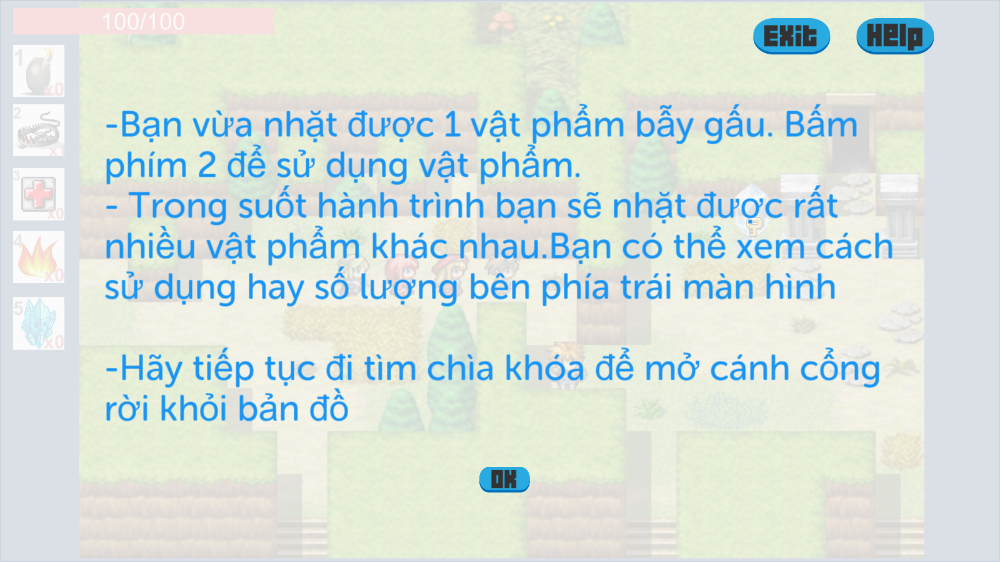 100/100
Exit
Help
1
x0
2
x1
3
x0
4
x0
5
x0
-Bạn vừa nhặt được 1 vật phẩm bẫy gấu. Bấm
phím 2 để sử dụng vật phẩm.
- Trong suốt hành trình bạn sẽ nhặt được rất
nhiều vật phẩm khác nhau.Bạn có thể xem cách
sử dụng hay số lượng bên phía trái màn hình
-Hãy tiếp tục đi tìm chìa khóa để mở cánh cổng
rời khỏi bản đồ
OK